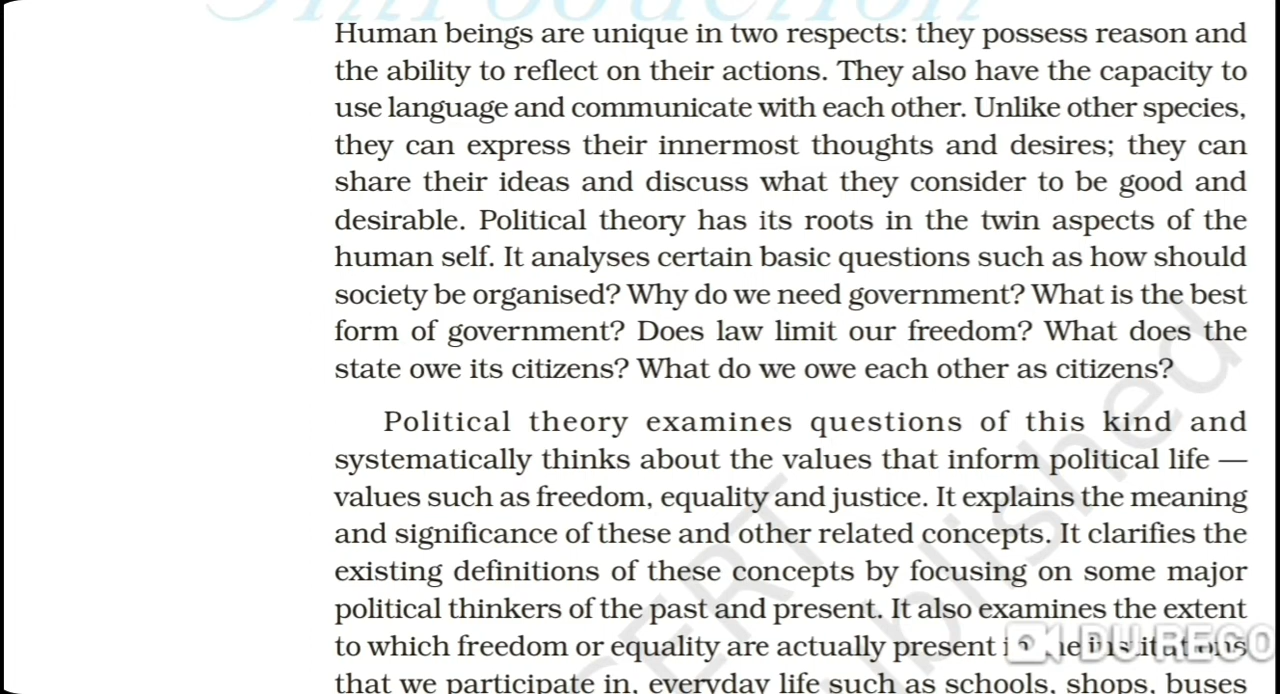 Introduction
Human beings are unique in two respects: they possess reason and
the ability to reflect on their actions. They also have the capacity to
use language and communicate with each other. Unlike other species,
they can express their innermost thoughts and desires; they can
share their ideas and discuss what they consider to be good and
desirable. Political theory has its roots in the twin aspects of the
human self. It analyses certain basic questions such as how should
society be organised? Why do we need government? What is the best
form of government? Does law limit our freedom? What does the
state owe its citizens? What do we owe each other as citizens?
Political theory examines questions of this kind and
systematically thinks about the values that inform political life —
values such as freedom, equality and justice. It explains the meaning
and significance of these and other related concepts. It clarifies the
existing definitions of these concepts by focusing on some major
political thinkers of the past and present. It also examines the extent
to which freedom or equality are actually present
that we participate in, everyday life such as schools, shops, buses
DU RECO
CERT
blished